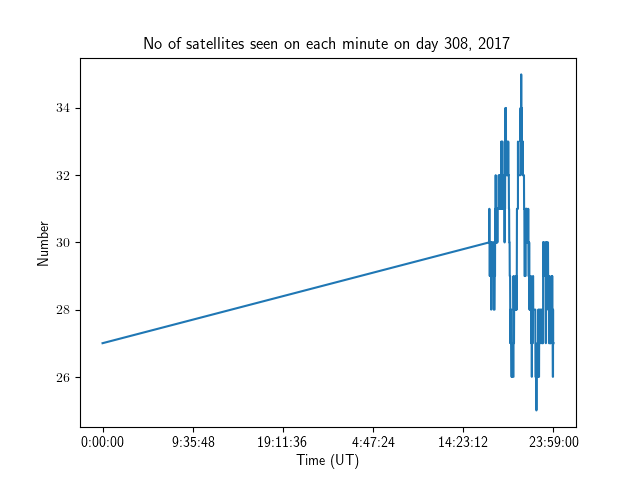 No of satellites seen on each minute on day 308, 2017
34
32
30
28
26
Number
0:00:00 9:35:48 19:11:36 4:47:24 14:23:12 23:59:00
Time (UT)